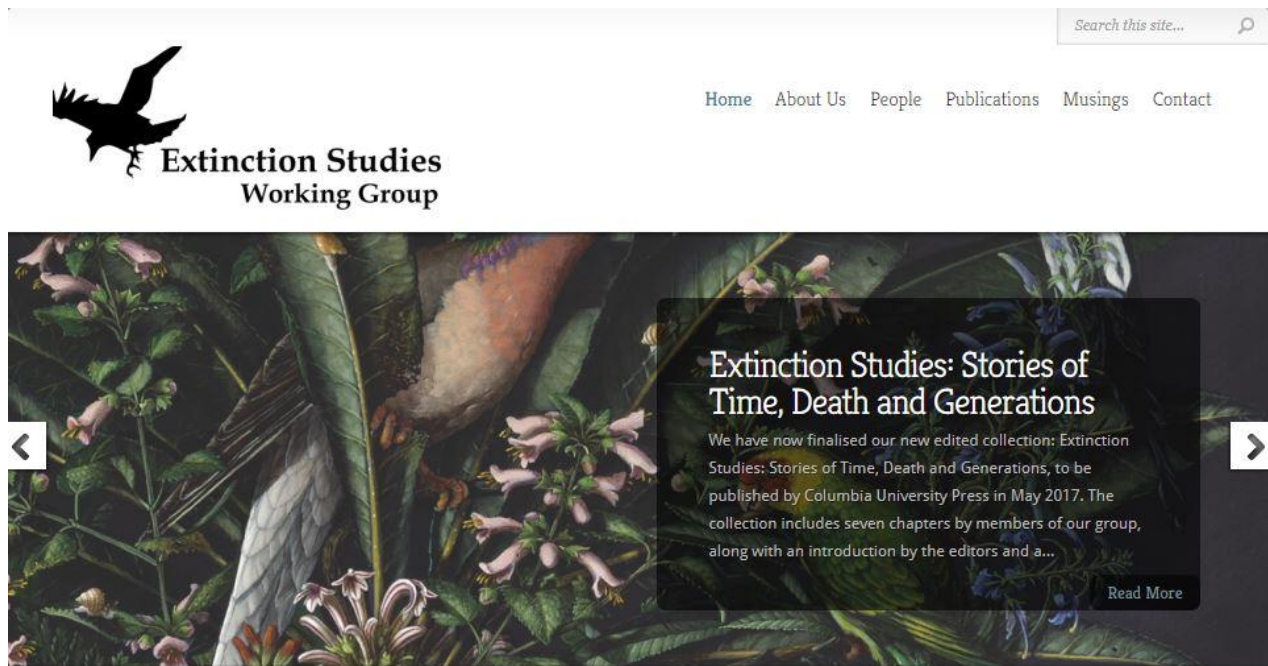 Search this site...
Home About Us People Publications Musings Contact
Extinction Studies
Working Group
Extinction Studies: Stories of
Time, Death and Generations
We have now finalised our new edited collection: Extinction
Studies: Stories of Time, Death and Generations, to be
published by Columbia University Press in May 2017. The
collection includes seven chapters by members of our group,
along with an introduction by the editors and a...
Read More